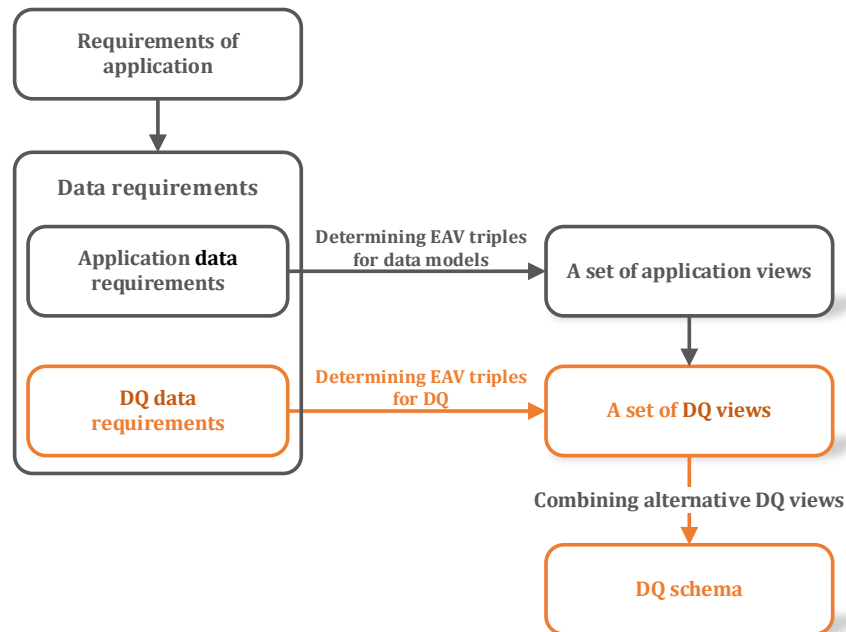 Requirements of
application
Data requirements
Application data
requirements
Determining EAV triples
for data models
A set of application views
DQ data
requirements
Determining EAV triples
for DQ
A set of DQ views
Combining alternative DQ views
DQ schema